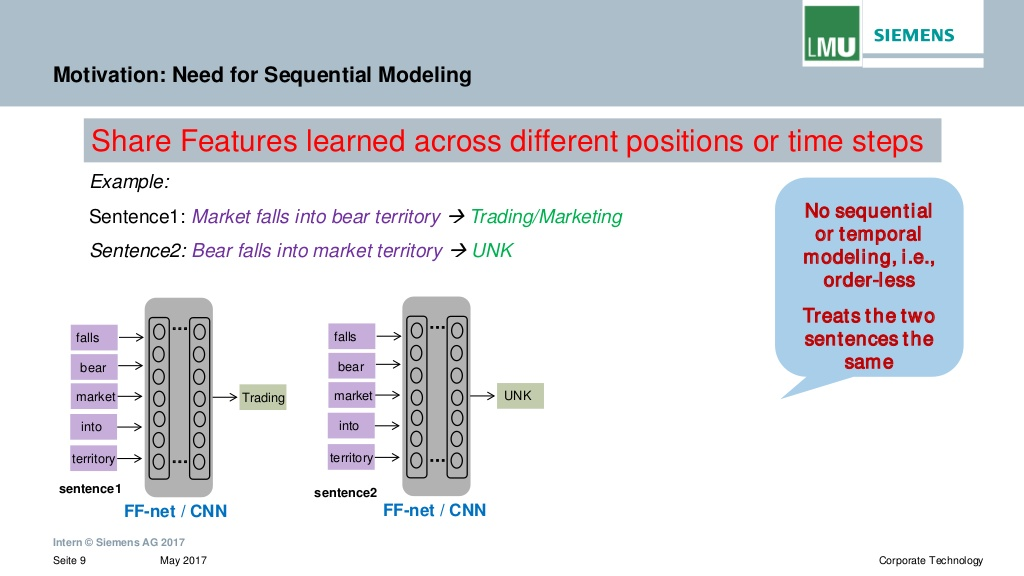 LMU
SIEMENS
Motivation: Need for Sequential Modeling
Share Features learned across different positions or time steps
Example:
Sentence1: Market falls into bear territory → Trading/Marketing
Sentence2: Bear falls into market territory → UNK
No sequential
or temporal
modeling, i.e.,
order-less
Treats the two
sentences the
same
falls
bear
market
into
territory
...
...
Trading
sentence1
FF-net / CNN
falls
bear
market
into
territory
...
...
UNK
sentence2
FF-net / CNN
Intern © Siemens AG 2017
Seite 9 May 2017 Corporate Technology